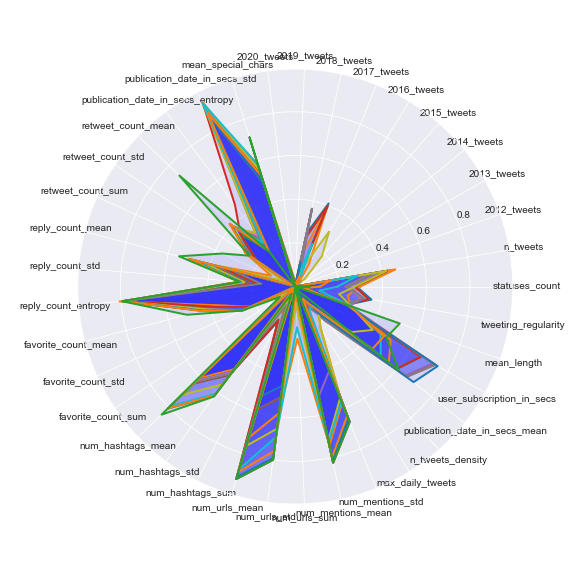 2020_tweets
2019_tweets
2018_tweets
mean_special_chars
2017_tweets
publication_date_in_secs_std
2016_tweets
publication_date_in_secs_entropy
2015_tweets
retweet_count_mean
2014_tweets
retweet_count_std
2013_tweets
retweet_count_sum
2012_tweets
0.8
0.6
reply_count_mean
n_tweets
0.4
reply_count_std
0.2
statuses_count
reply_count_entropy
tweeting_regularity
favorite_count_mean
mean_length
favorite_count_std
user_subscription_in_secs
favorite_count_sum
publication_date_in_secs_mean
num_hashtags_mean
n_tweets_density
num_hashtags_std
max_daily_tweets
num_hashtags_sum
num_mentions_std
num_urls_mean
num_mentions_mean
num_urls_std
num_urls_sum